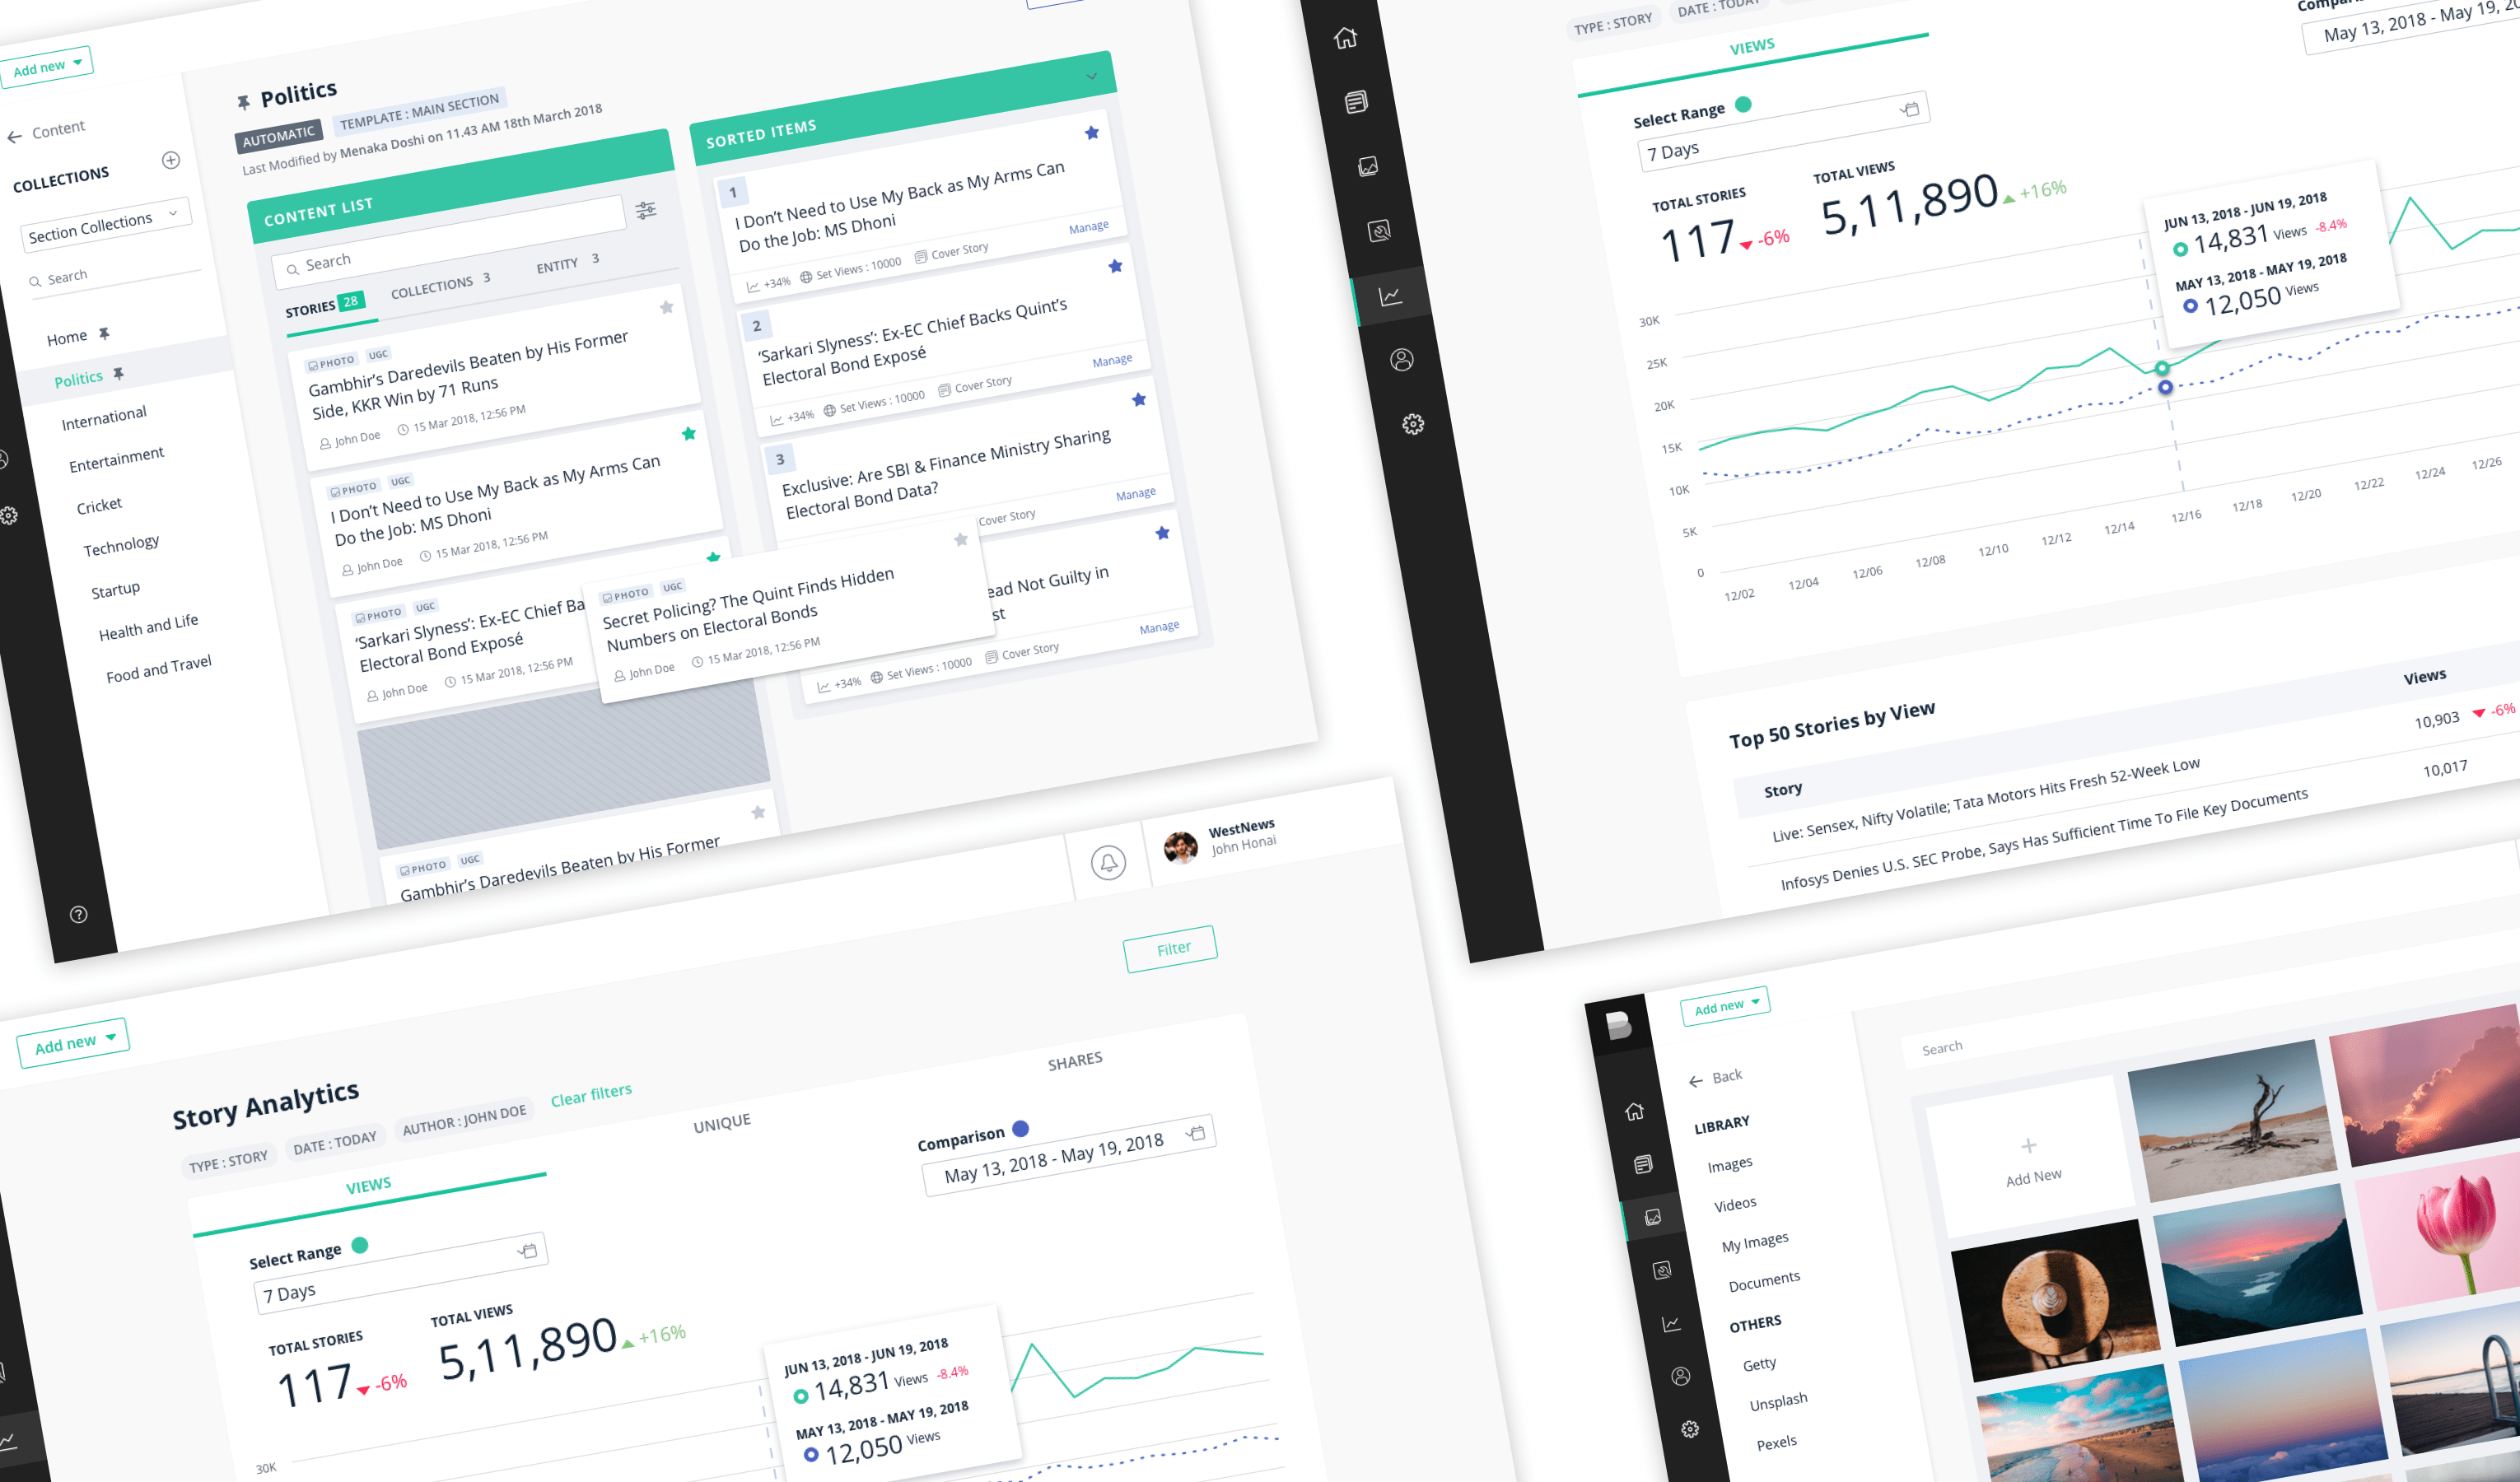 Add new
Content
COLLECTIONS
Section Collections
Search
Home
Politics
International
Entertainment
Cricket
Technology
Startup
Health and Life
Food and Travel
Politics
AUTOMATIC
TEMPLATE : MAIN SECTION
Last Modified by Menaka Doshi on 11.43 AM 18th March 2018
CONTENT LIST
Search
STORIES 28
COLLECTIONS 3
ENTITY 3
PHOTO UGC
Gambhir’s Daredevils Beaten by His Former
Side, KKR Win by 71 Runs
John Doe 15 Mar 2018, 12:56 PM
PHOTO UGC
I Don’t Need to Use My Back as My Arms Can
Do the Job: MS Dhoni
John Doe 15 Mar 2018, 12:56 PM
PHOTO UGC
‘Sarkari Slyness’: Ex-EC Chief Ba
Electoral Bond Exposé
John Doe 15 Mar 2018, 12:56 PM
PHOTO UGC
Secret Policing? The Quint Finds Hidden
Numbers on Electoral Bonds
John Doe 15 Mar 2018, 12:56 PM
PHOTO UGC
Gambhir’s Daredevils Beaten by His Former
SORTED ITEMS
1
I Don’t Need to Use My Back as My Arms Can
Do the Job: MS Dhoni
+34% Set Views : 10000 Cover Story Manage
2
‘Sarkari Slyness’: Ex-EC Chief Backs Quint’s
Electoral Bond Exposé
+34% Set Views : 10000 Cover Story Manage
3
Exclusive: Are SBI & Finance Ministry Sharing
Electoral Bond Data?
Cover Story Manage
ead Not Guilty in
st
+34% Set Views : 10000 Cover Story Manage
TYPE : STORY
DATE : TODAY
VIEWS
May 13, 2018 - May 19, 20
Select Range
7 Days
TOTAL STORIES
117 -6%
TOTAL VIEWS
5,11,890 +16%
JUN 13, 2018 - JUN 19, 2018
14,831 Views -8.4%
MAY 13, 2018 - MAY 19, 2018
12,050 Views
30K
25K
20K
15K
10K
5K
0
12/02 12/04 12/06 12/08 12/10 12/12 12/14 12/16 12/18 12/20 12/22 12/24 12/26
Top 50 Stories by View
Story Views
Live: Sensex, Nifty Volatile; Tata Motors Hits Fresh 52-Week Low 10,903 -6%
Infosys Denies U.S. SEC Probe, Says Has Sufficient Time To File Key Documents 10,017
WestNews
John Honai
Add new
Filter
Story Analytics
TYPE : STORY
DATE : TODAY
AUTHOR : JOHN DOE
Clear filters
VIEWS
UNIQUE
SHARES
Select Range
7 Days
Comparison
May 13, 2018 - May 19, 2018
TOTAL STORIES
117 -6%
TOTAL VIEWS
5,11,890 +16%
JUN 13, 2018 - JUN 19, 2018
14,831 Views -8.4%
MAY 13, 2018 - MAY 19, 2018
12,050 Views
30K
Add new
Back
LIBRARY
Images
Videos
My Images
Documents
OTHERS
Getty
Unsplash
Pexels
Search
Add New